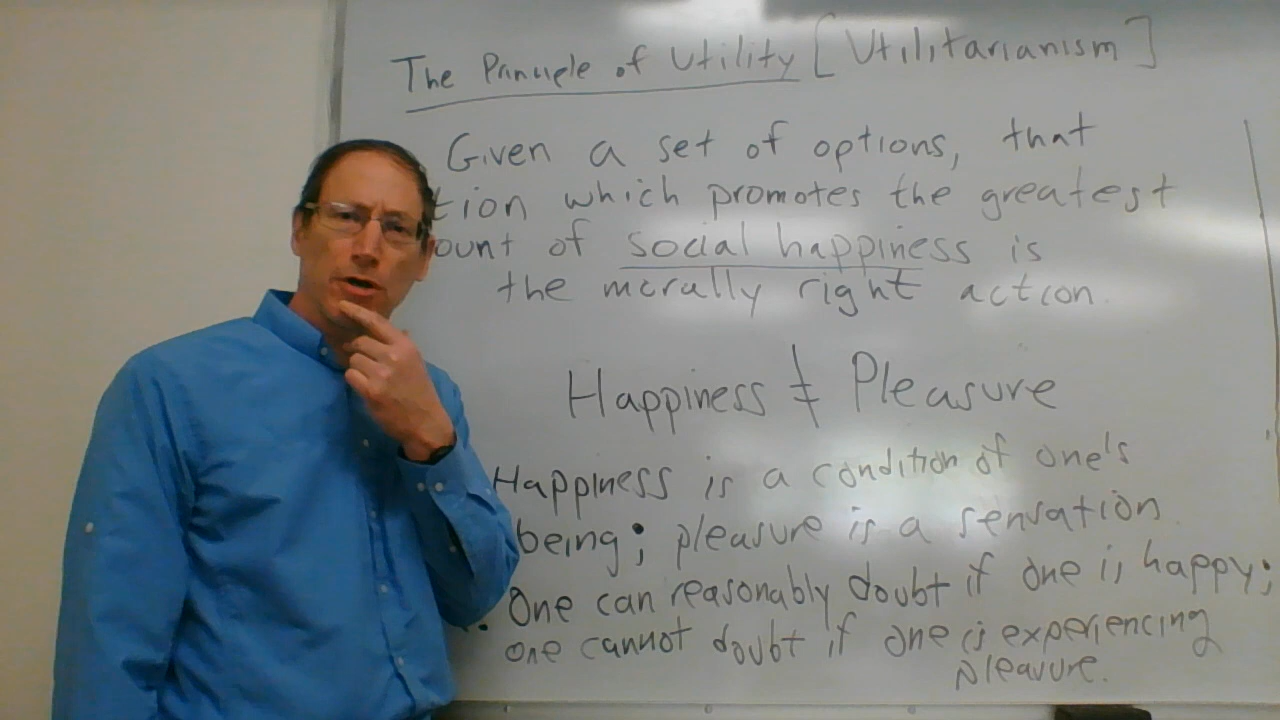 The Principle of Utility [Utilitarianism]
Given a set of options, that
tion which promotes the greatest
ount of social happiness is
the morally right action.
Happiness ≠ Pleasure
Happiness is a condition of one's
being; pleasure is a sensation.
One can reasonably doubt if one is happy;
one cannot doubt if one is experiencing
pleasure.